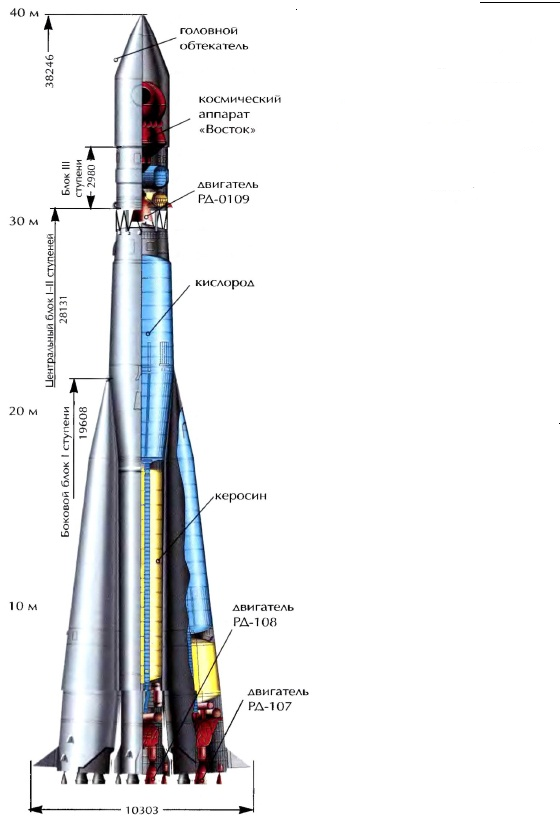 40 м
38246
головной
обтекатель
космический
аппарат
«Восток»
Блок III
ступени
2980
двигатель
РД-0109
30 м
Центральный блок I–II ступеней
28131
кислород
20 м
Боковой блок I ступени
19608
керосин
10 м
двигатель
РД-108
двигатель
РД-107
10303